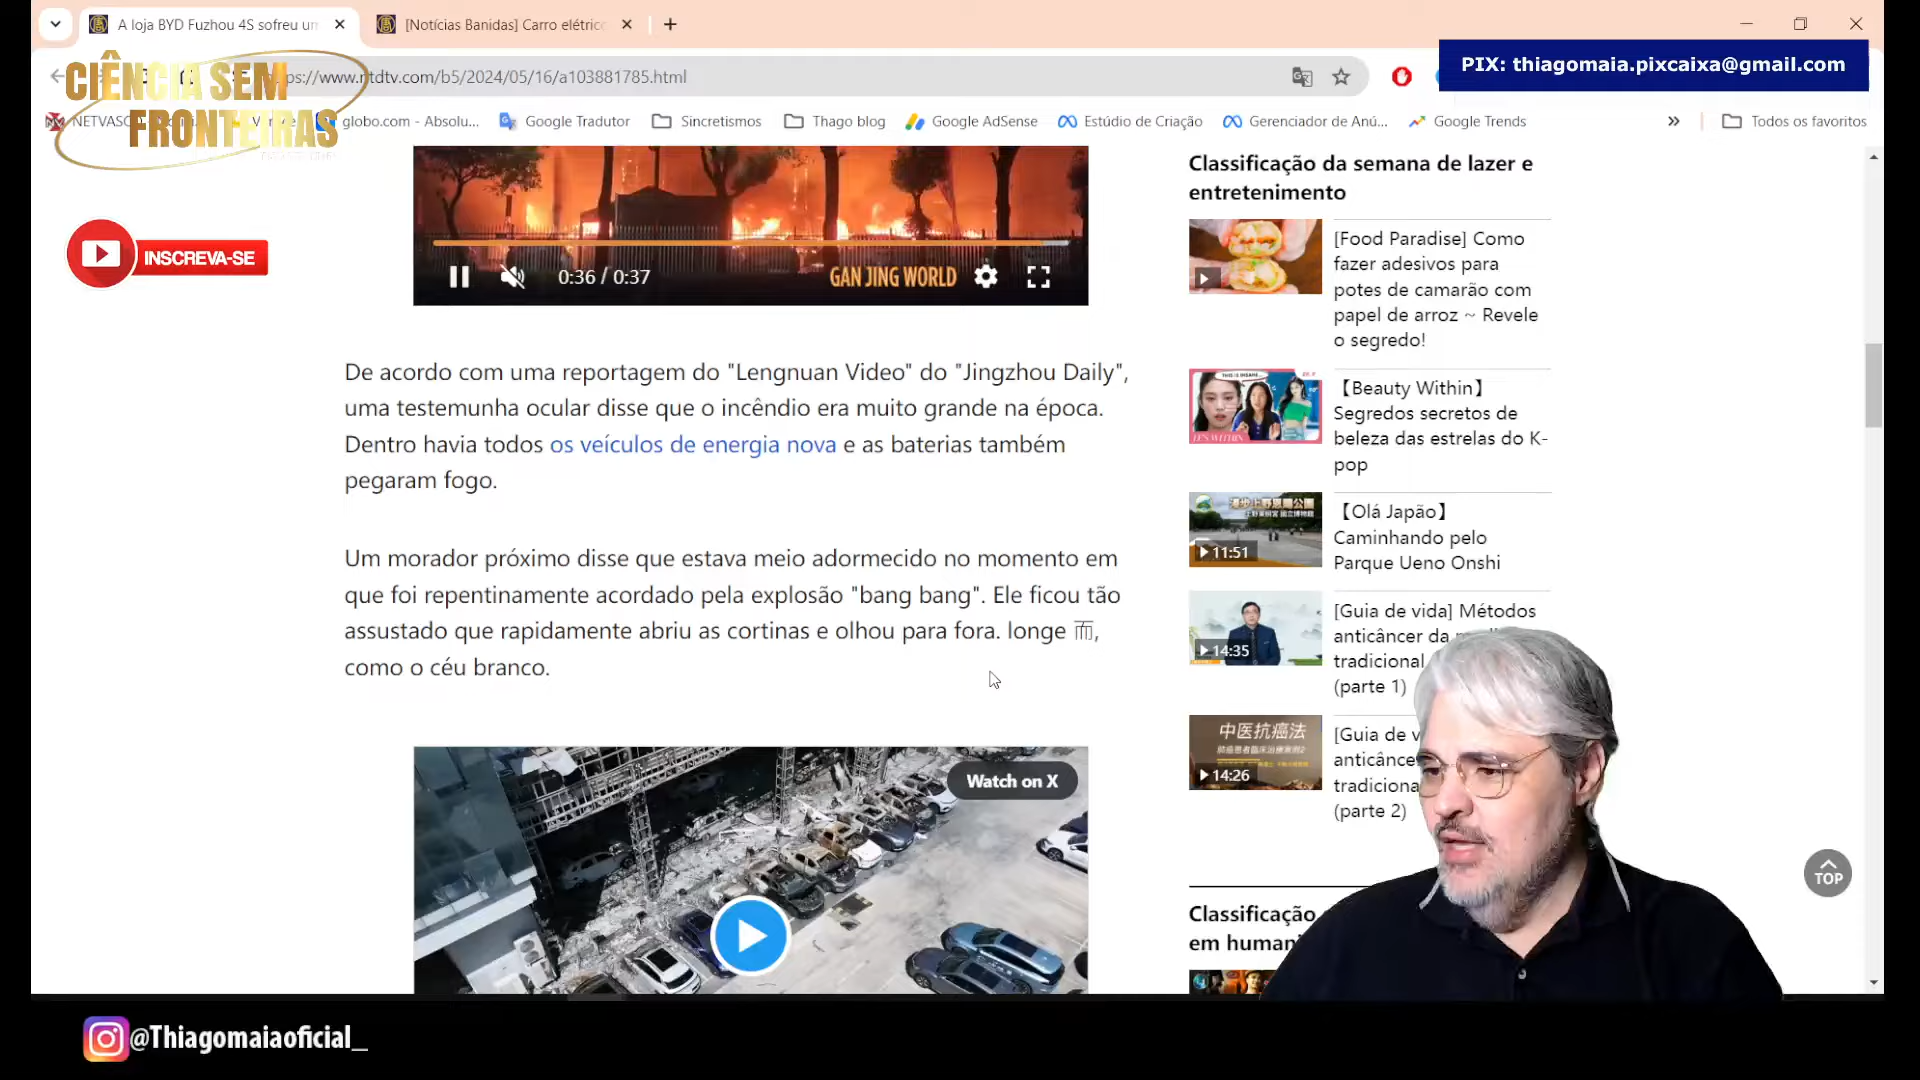 A loja BYD Fuzhou 4S sofreu um
[Notícias Banidas] Carro elétric
PIX: thiagomaia.pixcaixa@gmail.com
CIÊNCIA SEM
FRONTEIRAS
www.ntdtv.com/b5/2024/05/16/a103881785.html
NETVASC
globo.com - Absolu...
Google Tradutor
Sincretismos
Thago blog
Google AdSense
Estúdio de Criação
Gerenciador de Anú...
Google Trends
»
Todos os favoritos
INSCREVA-SE
0:36 / 0:37
GAN JING WORLD
De acordo com uma reportagem do "Lengnuan Video" do "Jingzhou Daily",
uma testemunha ocular disse que o incêndio era muito grande na época.
Dentro havia todos os veículos de energia nova e as baterias também
pegaram fogo.
Um morador próximo disse que estava meio adormecido no momento em
que foi repentinamente acordado pela explosão "bang bang". Ele ficou tão
assustado que rapidamente abriu as cortinas e olhou para fora. longe 而,
como o céu branco.
Watch on X
Classificação da semana de lazer e
entretenimento
[Food Paradise] Como
fazer adesivos para
potes de camarão com
papel de arroz ~ Revele
o segredo!
【Beauty Within】
Segredos secretos de
beleza das estrelas do K-
pop
11:51
【Olá Japão】
Caminhando pelo
Parque Ueno Onshi
14:35
[Guia de vida] Métodos
anticâncer da
tradicional
(parte 1)
中医抗癌法
14:26
[Guia de v
anticânce
tradiciona
(parte 2)
TOP
Classificação
em humani
@Thiagomaiaoficial_